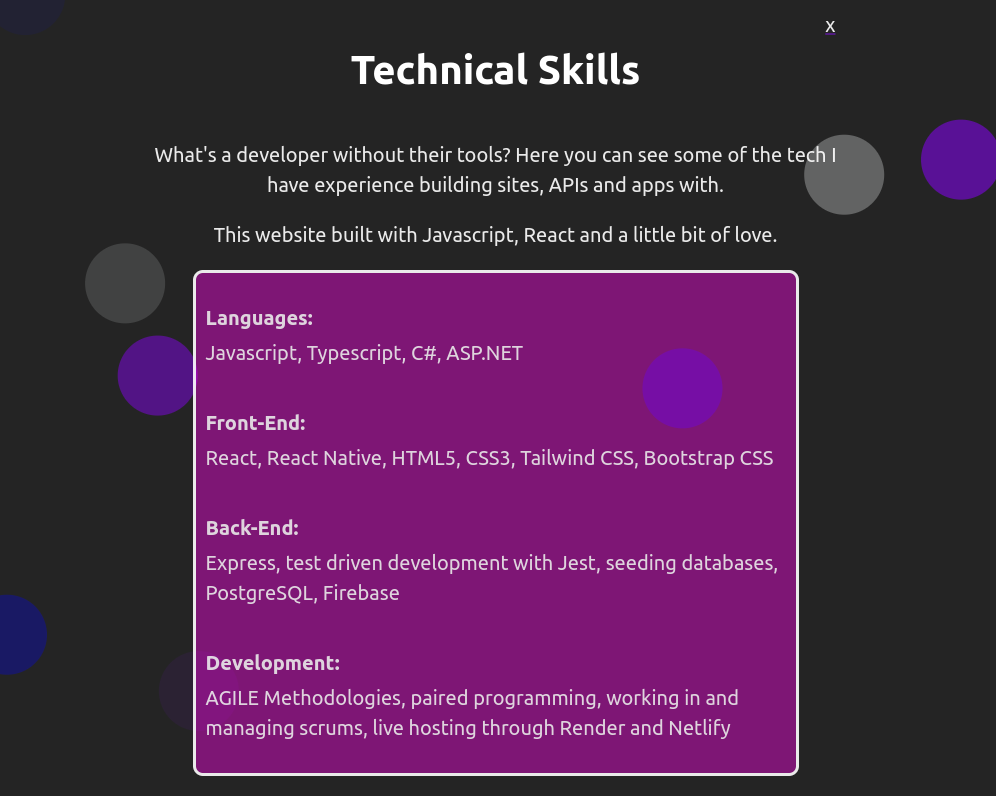 x
Technical Skills
What's a developer without their tools? Here you can see some of the tech I
have experience building sites, APIs and apps with.
This website built with Javascript, React and a little bit of love.
Languages:
Javascript, Typescript, C#, ASP.NET
Front-End:
React, React Native, HTML5, CSS3, Tailwind CSS, Bootstrap CSS
Back-End:
Express, test driven development with Jest, seeding databases,
PostgreSQL, Firebase
Development:
AGILE Methodologies, paired programming, working in and
managing scrums, live hosting through Render and Netlify